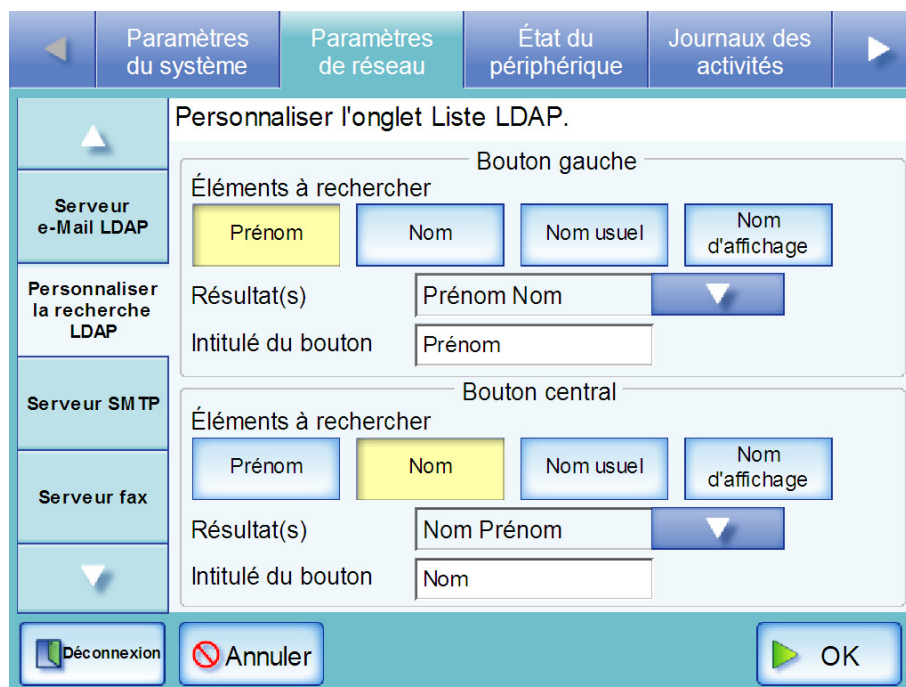 Paramètres du système
Paramètres de réseau
État du périphérique
Journaux des activités
Serveur e-Mail LDAP
Personnaliser la recherche LDAP
Serveur SMTP
Serveur fax
Personnaliser l'onglet Liste LDAP.
Bouton gauche
Éléments à rechercher
Prénom
Nom
Nom usuel
Nom d'affichage
Résultat(s)
Prénom Nom
Intitulé du bouton
Prénom
Bouton central
Éléments à rechercher
Prénom
Nom
Nom usuel
Nom d'affichage
Résultat(s)
Nom Prénom
Intitulé du bouton
Nom
Déconnexion
Annuler
OK